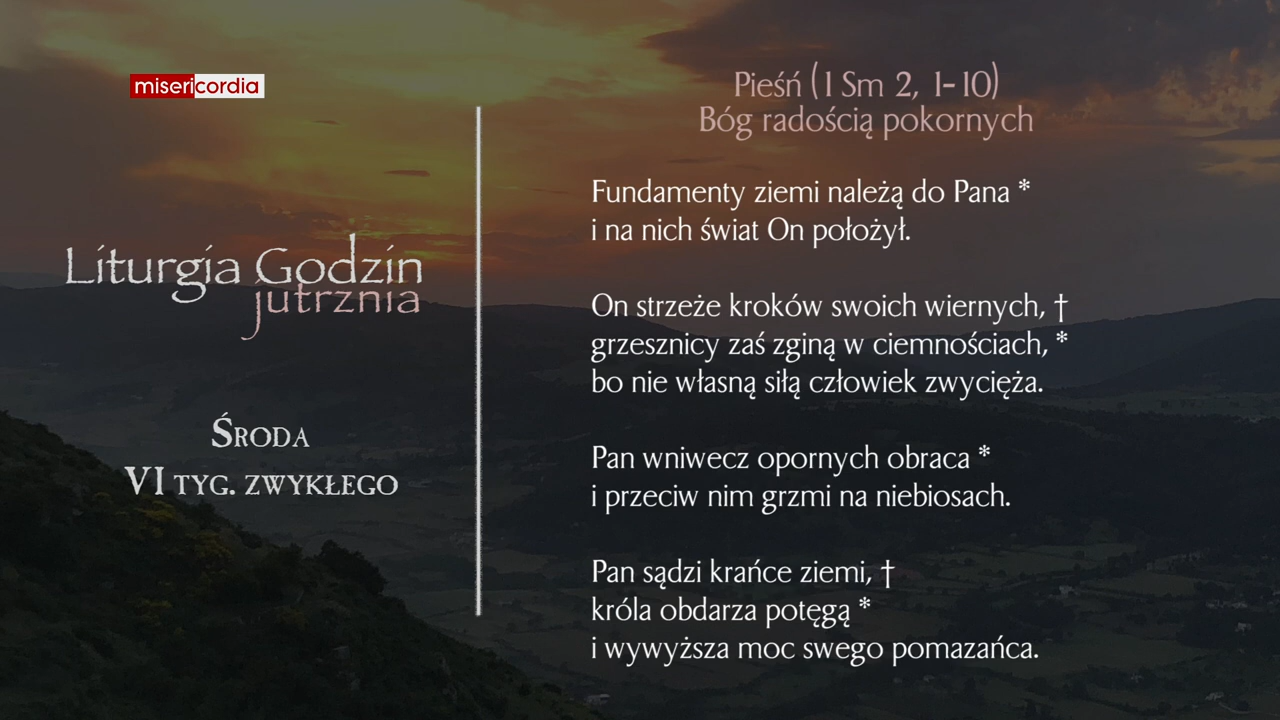 misericordia
Liturgia Godzin
jutrznia
Środa
VI tyg. zwykłego
Pieśń (1 Sm 2, 1-10)
Bóg radością pokornych
Fundamenty ziemi należą do Pana *
i na nich świat On położył.
On strzeże kroków swoich wiernych, †
grzesznicy zaś zginą w ciemnościach, *
bo nie własną siłą człowiek zwycięża.
Pan wniwecz opornych obraca *
i przeciw nim grzmi na niebiosach.
Pan sądzi krańce ziemi, †
króla obdarza potęgą *
i wywyższa moc swego pomazańca.